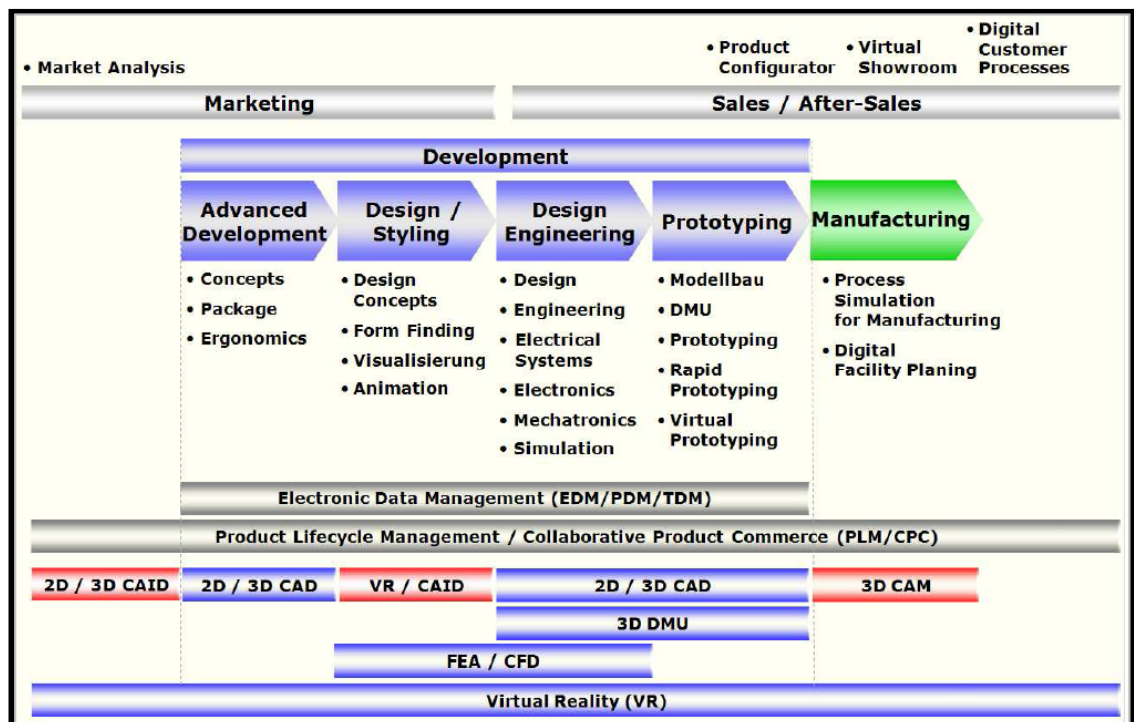 • Market Analysis
• Product
Configurator
• Virtual
Showroom
• Digital
Customer
Processes
Marketing
Sales / After-Sales
Development
Advanced
Development
Design /
Styling
Design
Engineering
Prototyping
Manufacturing
• Concepts
• Package
• Ergonomics
• Design
Concepts
• Form Finding
• Visualisierung
• Animation
• Design
• Engineering
• Electrical
Systems
• Electronics
• Mechatronics
• Simulation
• Modellbau
• DMU
• Prototyping
• Rapid
Prototyping
• Virtual
Prototyping
• Process
Simulation
for Manufacturing
• Digital
Facility Planing
Electronic Data Management (EDM/PDM/TDM)
Product Lifecycle Management / Collaborative Product Commerce (PLM/CPC)
2D / 3D CAID
2D / 3D CAD
VR / CAID
2D / 3D CAD
3D CAM
3D DMU
FEA / CFD
Virtual Reality (VR)